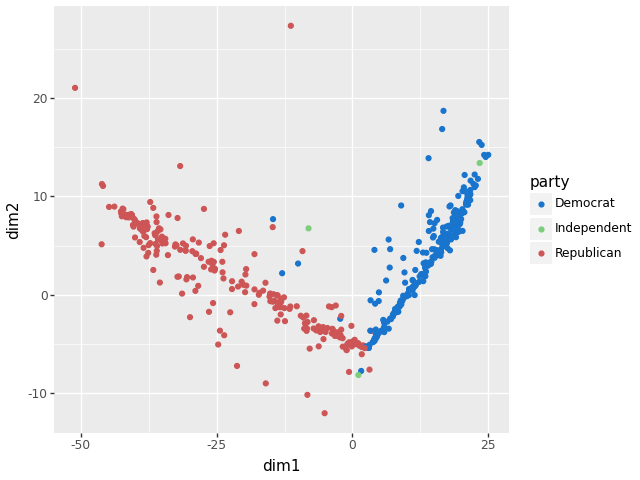 20
10
0
-10
dim2
-50
-25
0
25
dim1
party
Democrat
Independent
Republican